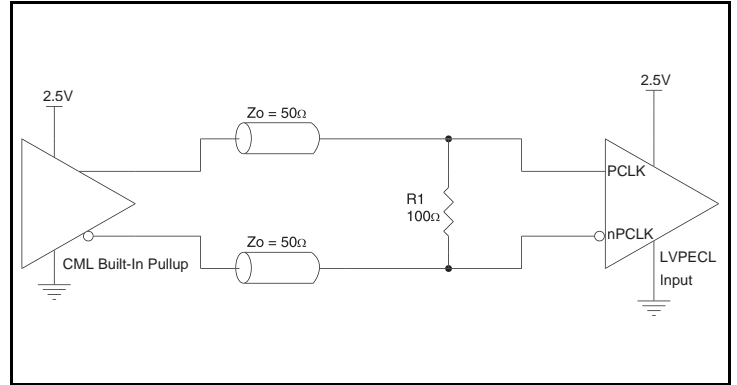 2.5V
2.5V
Zo = 50Ω
PCLK
R1
100Ω
nPCLK
Zo = 50Ω
CML Built-In Pullup
LVPECL
Input